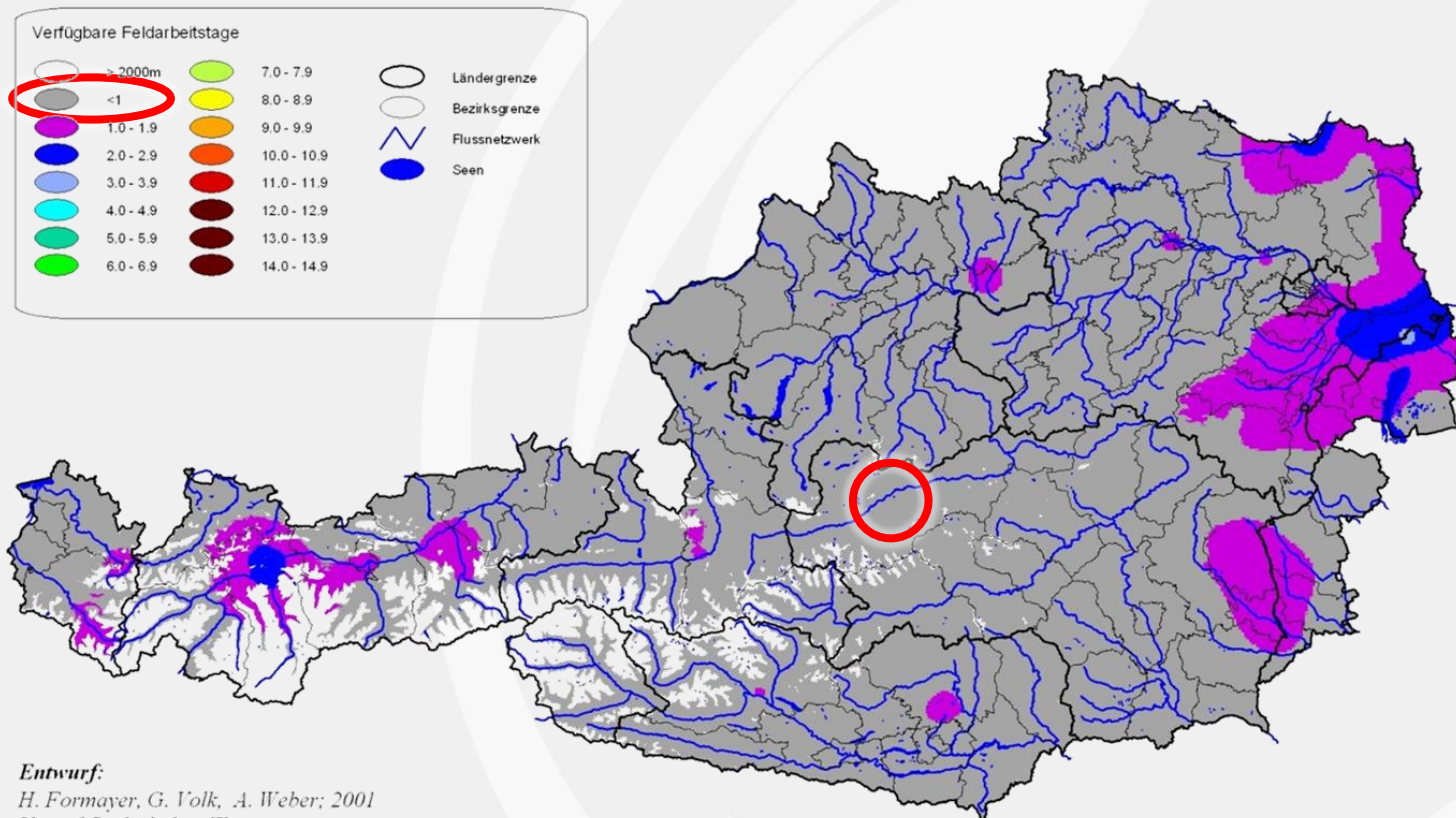 Verfügbare Feldarbeitstage
> 2000m
<1
1.0 - 1.9
2.0 - 2.9
3.0 - 3.9
4.0 - 4.9
5.0 - 5.9
6.0 - 6.9
7.0 - 7.9
8.0 - 8.9
9.0 - 9.9
10.0 - 10.9
11.0 - 11.9
12.0 - 12.9
13.0 - 13.9
14.0 - 14.9
Ländergrenze
Bezirksgrenze
Flussnetzwerk
Seen
Entwurf:
H. Formayer, G. Volk, A. Weber; 2001